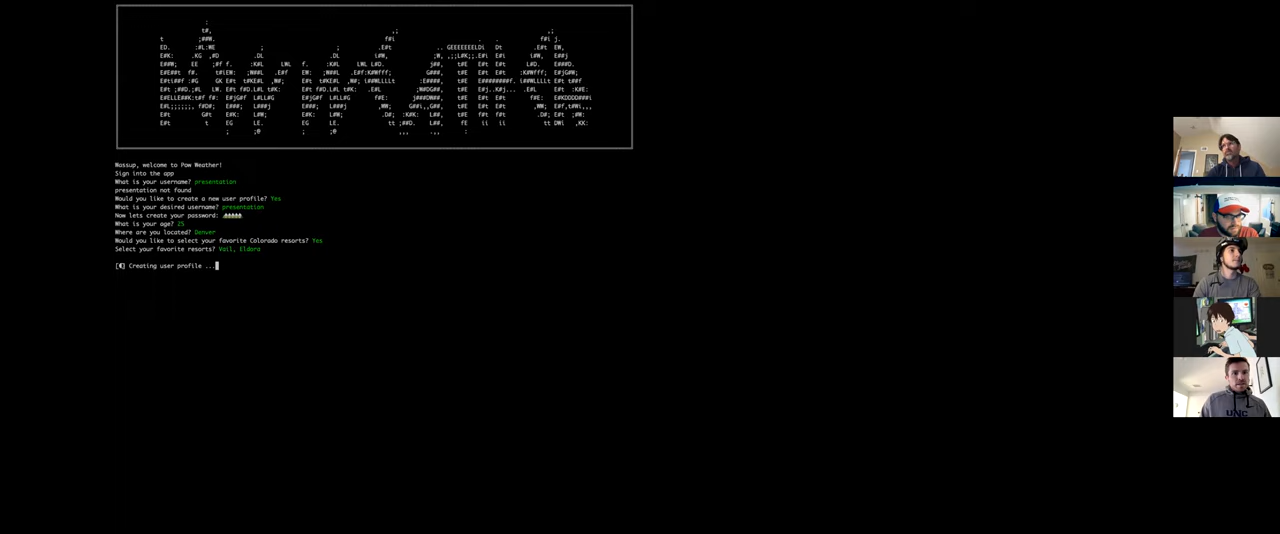 Wassup, welcome to Pow Weather!
Sign into the app
What is your username? presentation
presentation not found
Would you like to create a new user profile? Yes
What is your desired username? presentation
Now lets create your password:
What is your age? 25
Where are you located? Denver
Would you like to select your favorite Colorado resorts? Yes
Select your favorite resorts? Vail, Eldora
Creating user profile ...
UNC